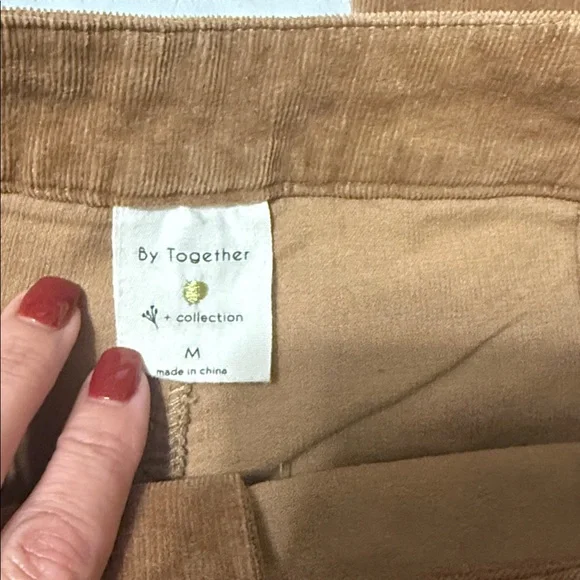 By Together
+ collection
M
made in china